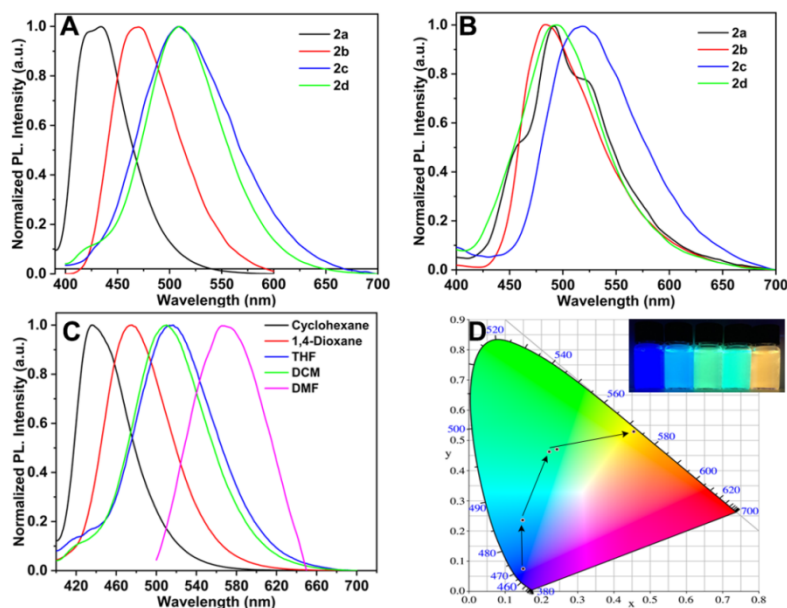 A
2a
2b
2c
2d
Normalized PL. Intensity (a.u.)
1.0
0.8
0.6
0.4
0.2
0.0
400 450 500 550 600 650 700
Wavelength (nm)
B
2a
2b
2c
2d
Normalized PL. Intensity (a.u.)
1.0
0.8
0.6
0.4
0.2
0.0
400 450 500 550 600 650 700
Wavelength (nm)
C
Cyclohexane
1,4-Dioxane
THF
DCM
DMF
Normalized PL. Intensity (a.u.)
1.0
0.8
0.6
0.4
0.2
0.0
400 460 520 580 640 700
Wavelength (nm)
D
0.9
0.8
0.7
0.6
0.5
0.4
0.3
0.2
0.1
0.0
y
520
540
560
500
580
600
620
700
490
480
470
460
380
0.0 0.1 0.2 0.3 0.4 0.5 0.6 0.7 0.8
x